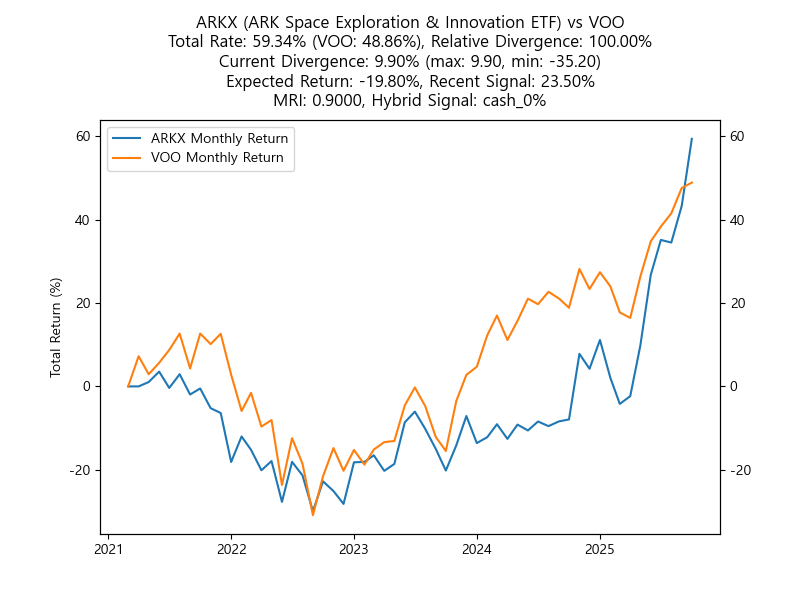 ARKX (ARK Space Exploration & Innovation ETF) vs VOO
Total Rate: 59.34% (VOO: 48.86%), Relative Divergence: 100.00%
Current Divergence: 9.90% (max: 9.90, min: -35.20)
Expected Return: -19.80%, Recent Signal: 23.50%
MRI: 0.9000, Hybrid Signal: cash_0%
ARKX Monthly Return
VOO Monthly Return
Total Return (%)
60
40
20
0
-20
60
40
20
0
-20
2021
2022
2023
2024
2025